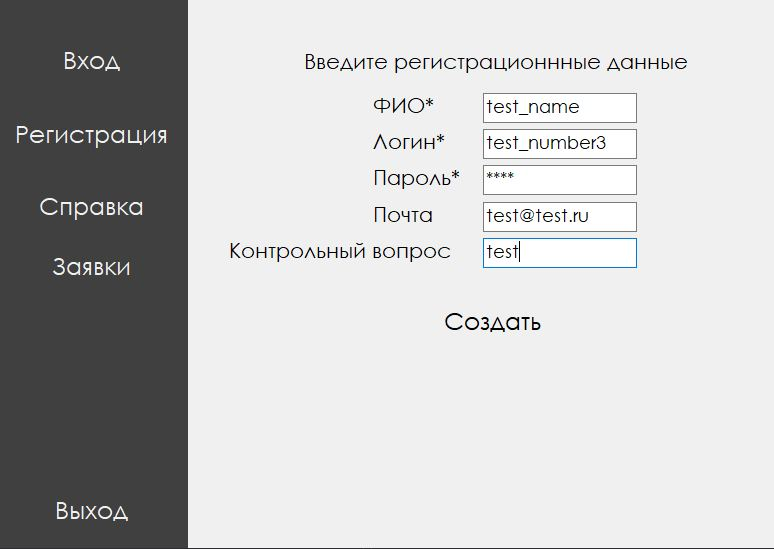 Вход
Регистрация
Справка
Заявки
Выход
Введите регистрационнные данные
ФИО* test_name
Логин* test_number3
Пароль* ****
Почта test@test.ru
Контрольный вопрос test
Создать